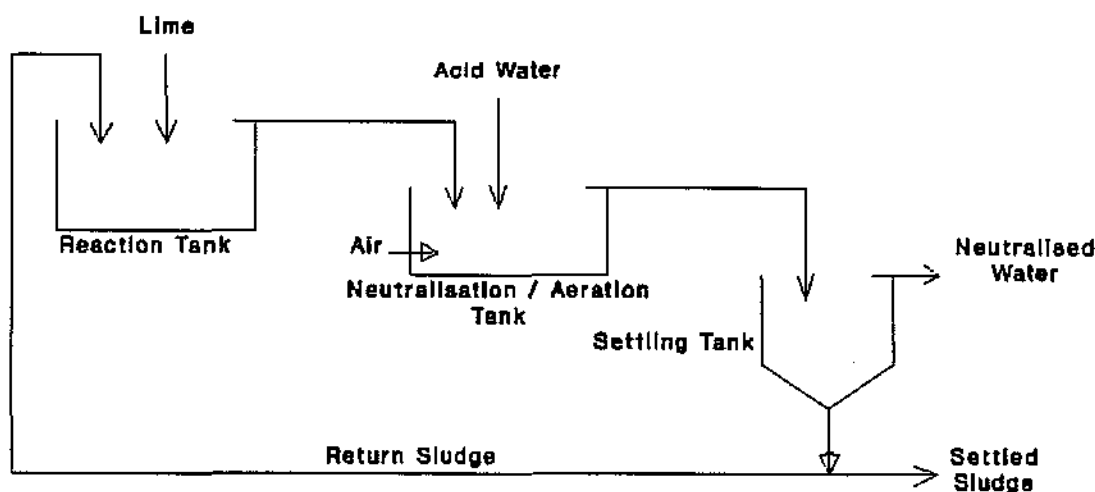 Lime
Acid Water
Reaction Tank
Air
Neutralisation / Aeration
Tank
Neutralised
Water
Settling Tank
Return Sludge
Settled
Sludge